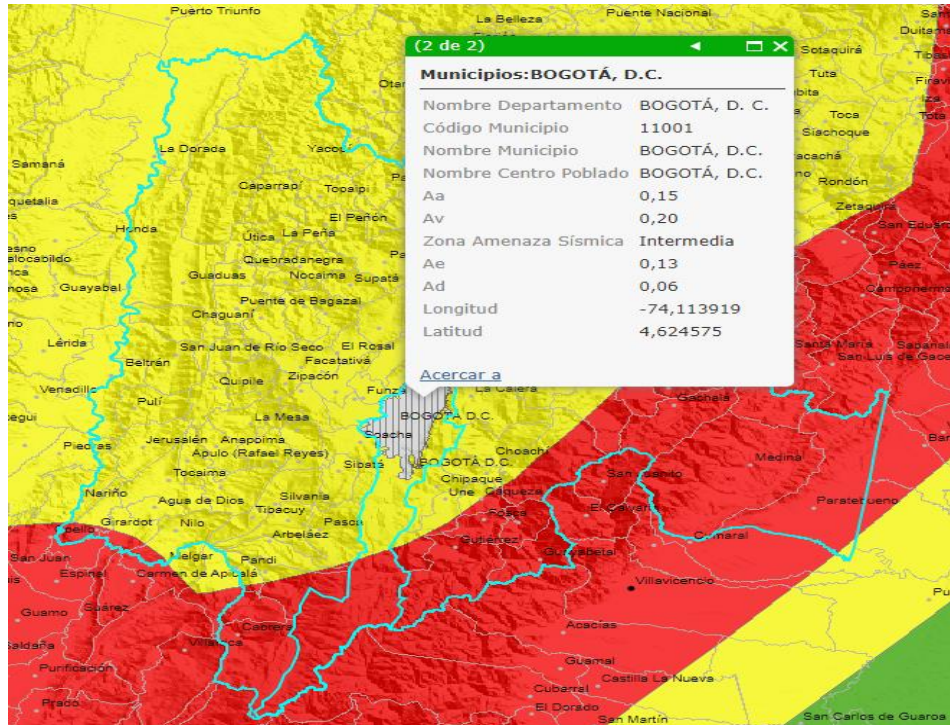 Puerto Triunfo
La Belleza
Puente Nacional
(2 de 2)
Municipios:BOGOTÁ, D.C.
Nombre Departamento BOGOTÁ, D. C.
Código Municipio 11001
Nombre Municipio BOGOTÁ, D.C.
Nombre Centro Poblado BOGOTÁ, D.C.
Aa 0,15
Av 0,20
Zona Amenaza Sísmica Intermedia
Ae 0,13
Ad 0,06
Longitud -74,113919
Latitud 4,624575
Acercar a
Sotaquirá
Tuta
Toca
Siachoque
Rondón
La Dorada
Samaná
Caparrapí
Topaipi
El Peñón
Honda
Útica
La Peña
Quebradanegra
Guaduas
Nocaima
Supatá
Guayabal
Puente de Bagazal
Chaguaní
Lérida
San Juan de Río Seco
El Rosal
Beltrán
Facatativá
Zipacón
Quipile
Venadillo
Pulí
La Mesa
La Calera
BOGOTÁ D.C.
Soacha
Piedras
Jerusalén
Anapoima
Apulo (Rafael Reyes)
Sibaté
BOGOTÁ D.C.
Choachí
Chipaque
Tocaima
Une
Cáqueza
Nariño
Agua de Dios
Silvania
Tibacuy
Fosca
Girardot
Nilo
Arbeláez
Gutiérrez
Guayabetal
San Juan
Melgar
Pandi
Espinal
Carmen de Apicalá
Guamo
Suárez
Cabrera
Villarrica
Purificación
Prado
Gachalá
Medina
San Juanito
El Calvario
Paratebueno
Cumaral
Villavicencio
Acacías
Guamal
Castilla La Nueva
Cubarral
El Dorado
San Martín
San Carlos de Guaroa
Santa María
San Luis de Gace
Páez
San Eduardo